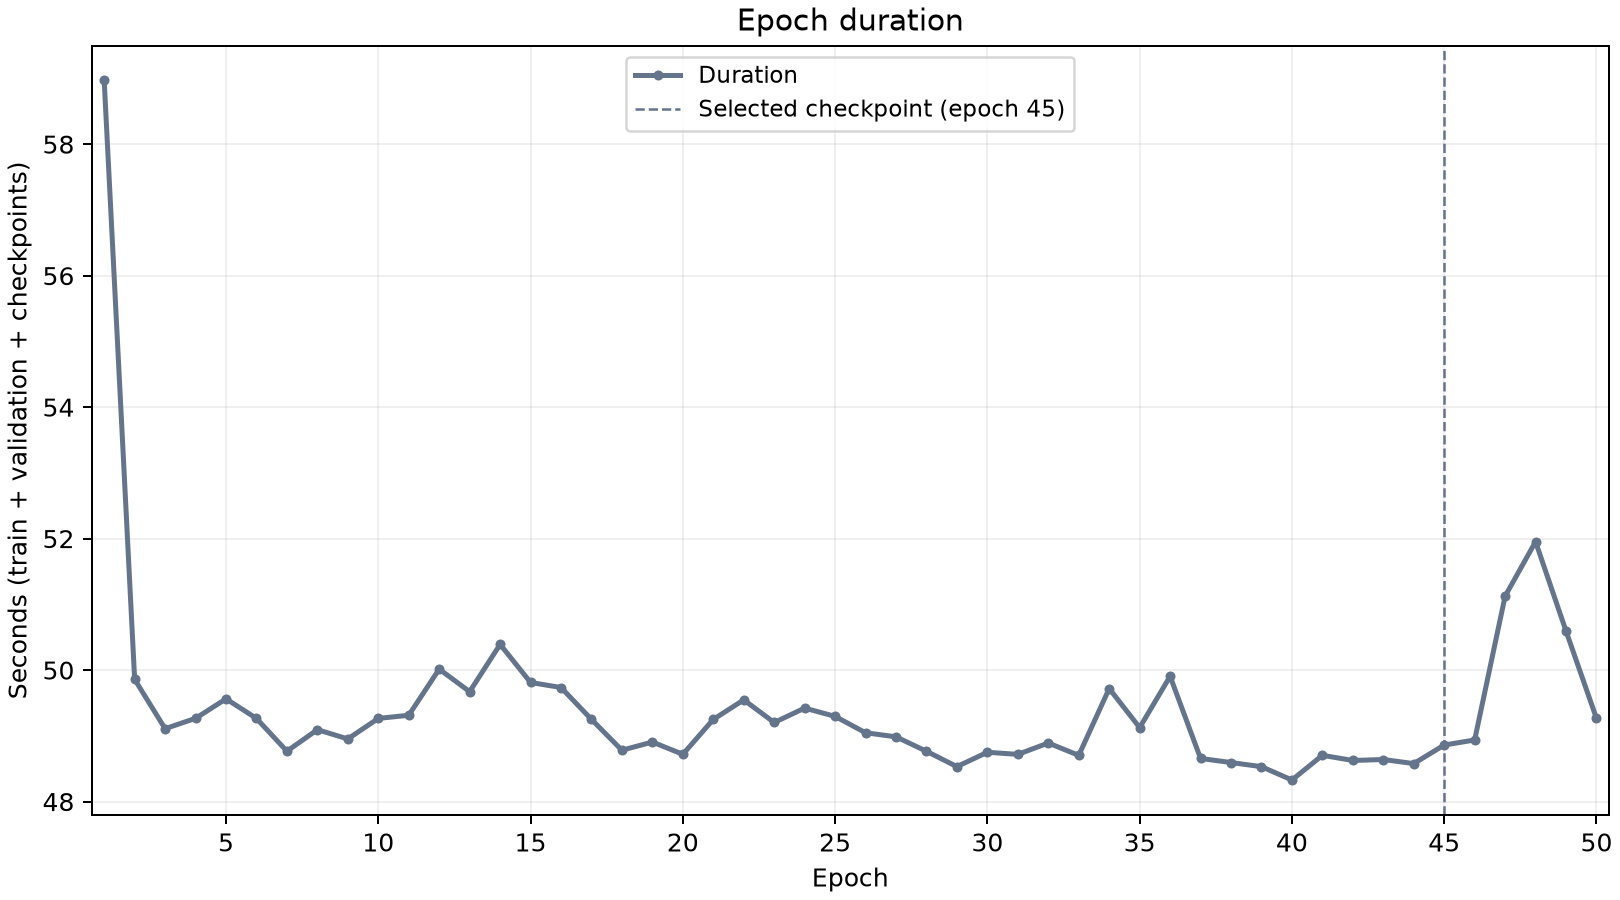 Epoch duration
Duration
Selected checkpoint (epoch 45)
Seconds (train + validation + checkpoints)
58
56
54
52
50
48
5 10 15 20 25 30 35 40 45 50
Epoch